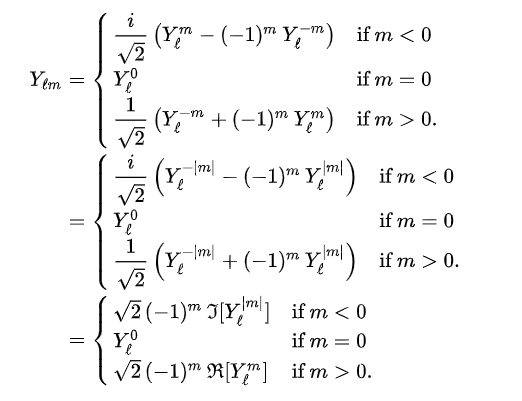 Y_{ℓm} = { i/√2 (Y_ℓ^m − (−1)^m Y_ℓ^{−m}) if m < 0
Y_ℓ^0 if m = 0
1/√2 (Y_ℓ^{−m} + (−1)^m Y_ℓ^m) if m > 0.
= { i/√2 (Y_ℓ^{−|m|} − (−1)^m Y_ℓ^{|m|}) if m < 0
Y_ℓ^0 if m = 0
1/√2 (Y_ℓ^{−|m|} + (−1)^m Y_ℓ^{|m|}) if m > 0.
= { √2 (−1)^m ℑ[Y_ℓ^{|m|}] if m < 0
Y_ℓ^0 if m = 0
√2 (−1)^m ℜ[Y_ℓ^m] if m > 0.